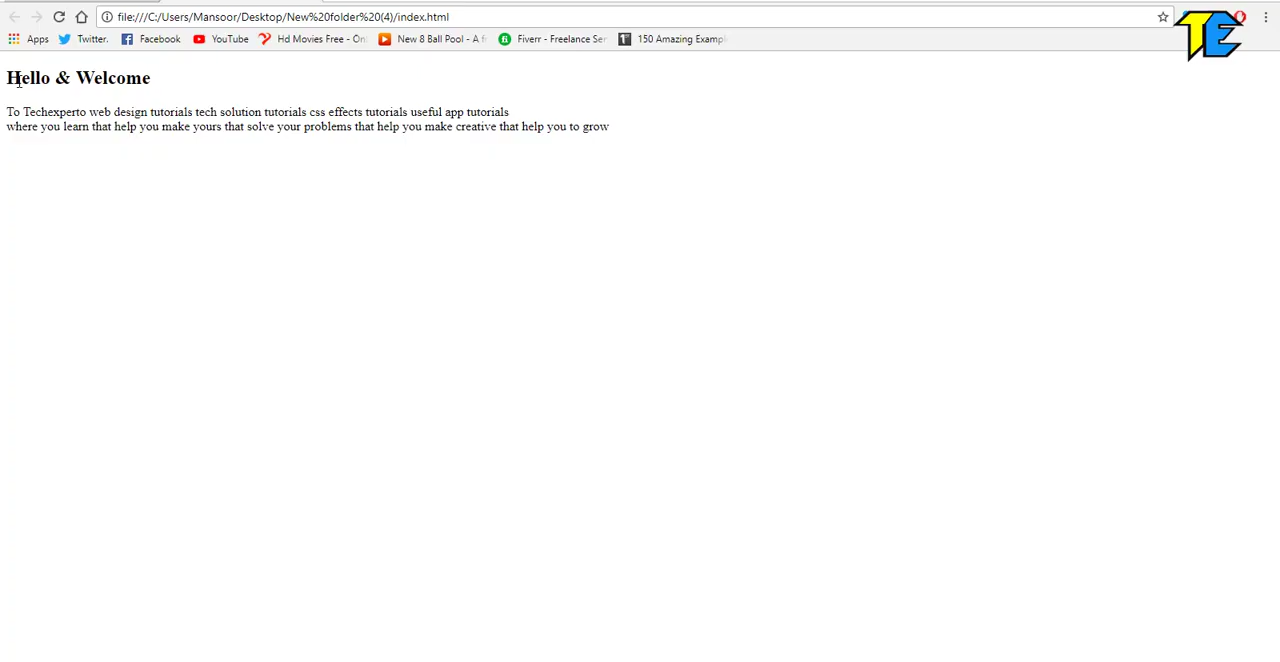 file:///C:/Users/Mansoor/Desktop/New%20folder%20(4)/index.html
Apps Twitter. Facebook YouTube Hd Movies Free - On New 8 Ball Pool - A f Fiverr - Freelance Ser 150 Amazing Examp
TE
Hello & Welcome
To Techexperto web design tutorials tech solution tutorials css effects tutorials useful app tutorials
where you learn that help you make yours that solve your problems that help you make creative that help you to grow